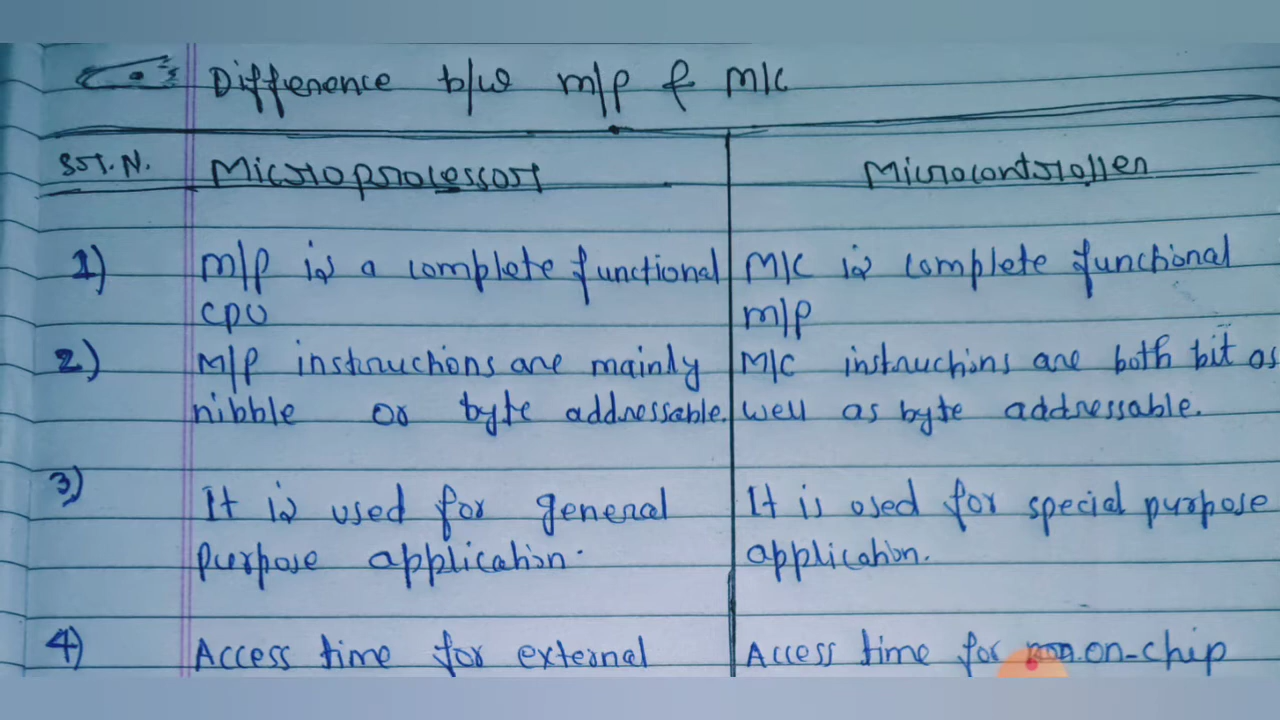 Difference b/w m/p & M/C
Sr. N. Microprocessor Microcontroller
1) m/p is a complete functional M/C is complete functional
CPU m/p
2) M/P instructions are mainly M/C instructions are both bit as
nibble or byte addressable. well as byte addressable.
3) It is used for general It is used for special purpose
purpose application. application.
4) Access time for external Access time for on-chip